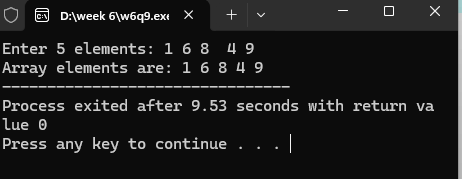 D:\week 6\w6q9.exe
Enter 5 elements: 1 6 8  4 9
Array elements are: 1 6 8 4 9
--------------------------------
Process exited after 9.53 seconds with return va
lue 0
Press any key to continue . . .